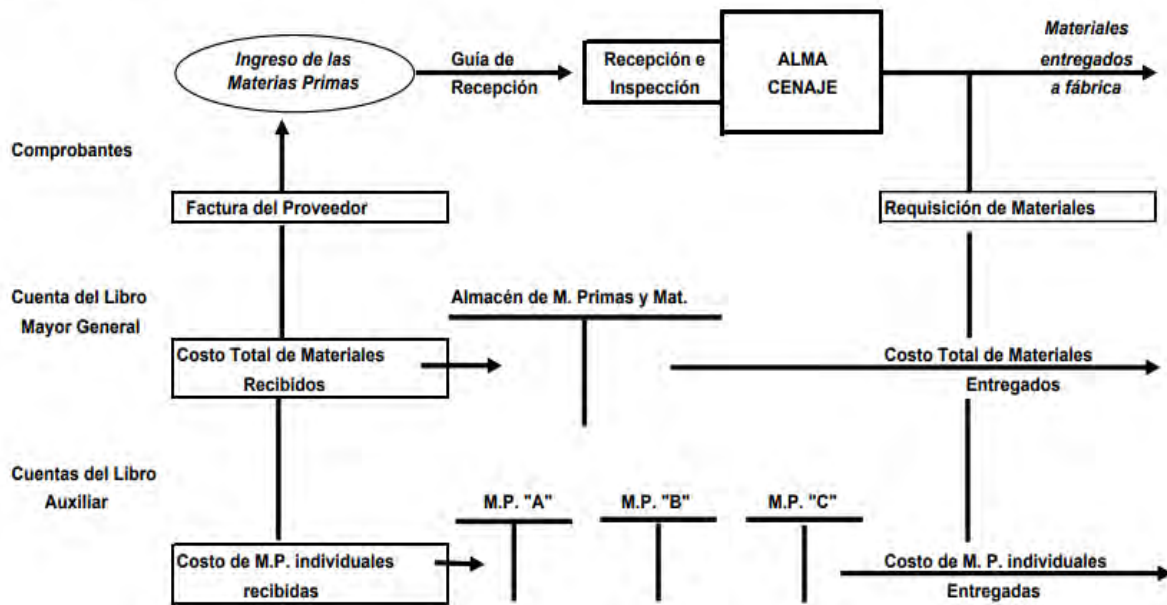 Ingreso de las
Materias Primas
Guía de
Recepción
Recepción e
Inspección
ALMA
CENAJE
Materiales
entregados
a fábrica
Comprobantes
Factura del Proveedor
Requisición de Materiales
Cuenta del Libro
Mayor General
Almacén de M. Primas y Mat.
Costo Total de Materiales
Recibidos
Costo Total de Materiales
Entregados
Cuentas del Libro
Auxiliar
M.P. "A"
M.P. "B"
M.P. "C"
Costo de M.P. individuales
recibidas
Costo de M. P. individuales
Entregadas